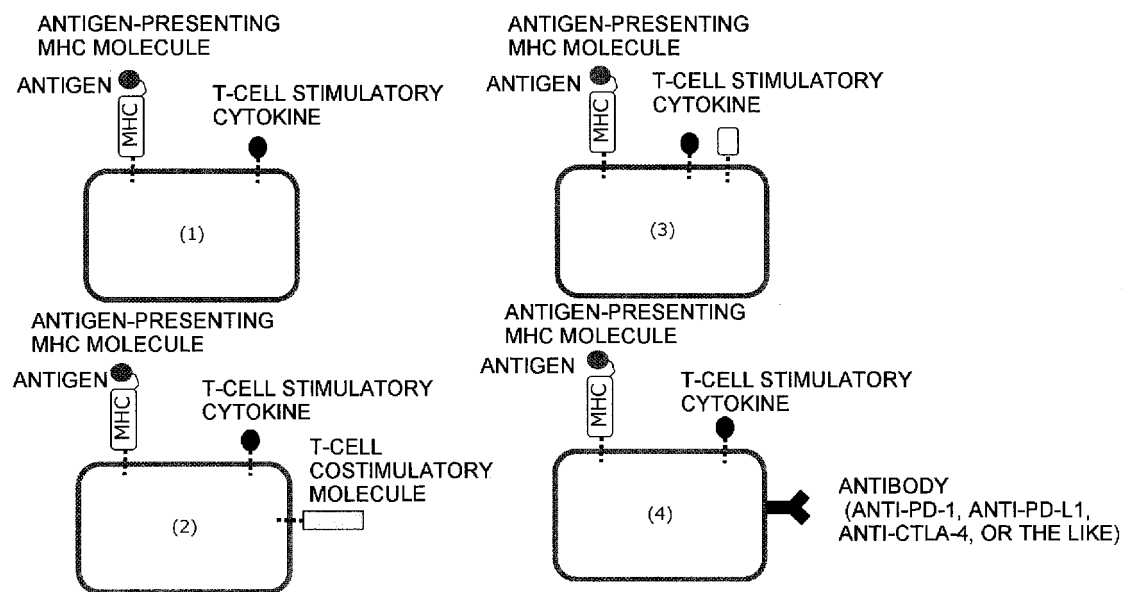 ANTIGEN-PRESENTING
MHC MOLECULE
ANTIGEN
MHC
T-CELL STIMULATORY
CYTOKINE
(1)
ANTIGEN-PRESENTING
MHC MOLECULE
ANTIGEN
MHC
T-CELL STIMULATORY
CYTOKINE
(3)
ANTIGEN-PRESENTING
MHC MOLECULE
ANTIGEN
MHC
T-CELL STIMULATORY
CYTOKINE
T-CELL
COSTIMULATORY
MOLECULE
(2)
ANTIGEN-PRESENTING
MHC MOLECULE
ANTIGEN
MHC
T-CELL STIMULATORY
CYTOKINE
(4)
ANTIBODY
(ANTI-PD-1, ANTI-PD-L1,
ANTI-CTLA-4, OR THE LIKE)